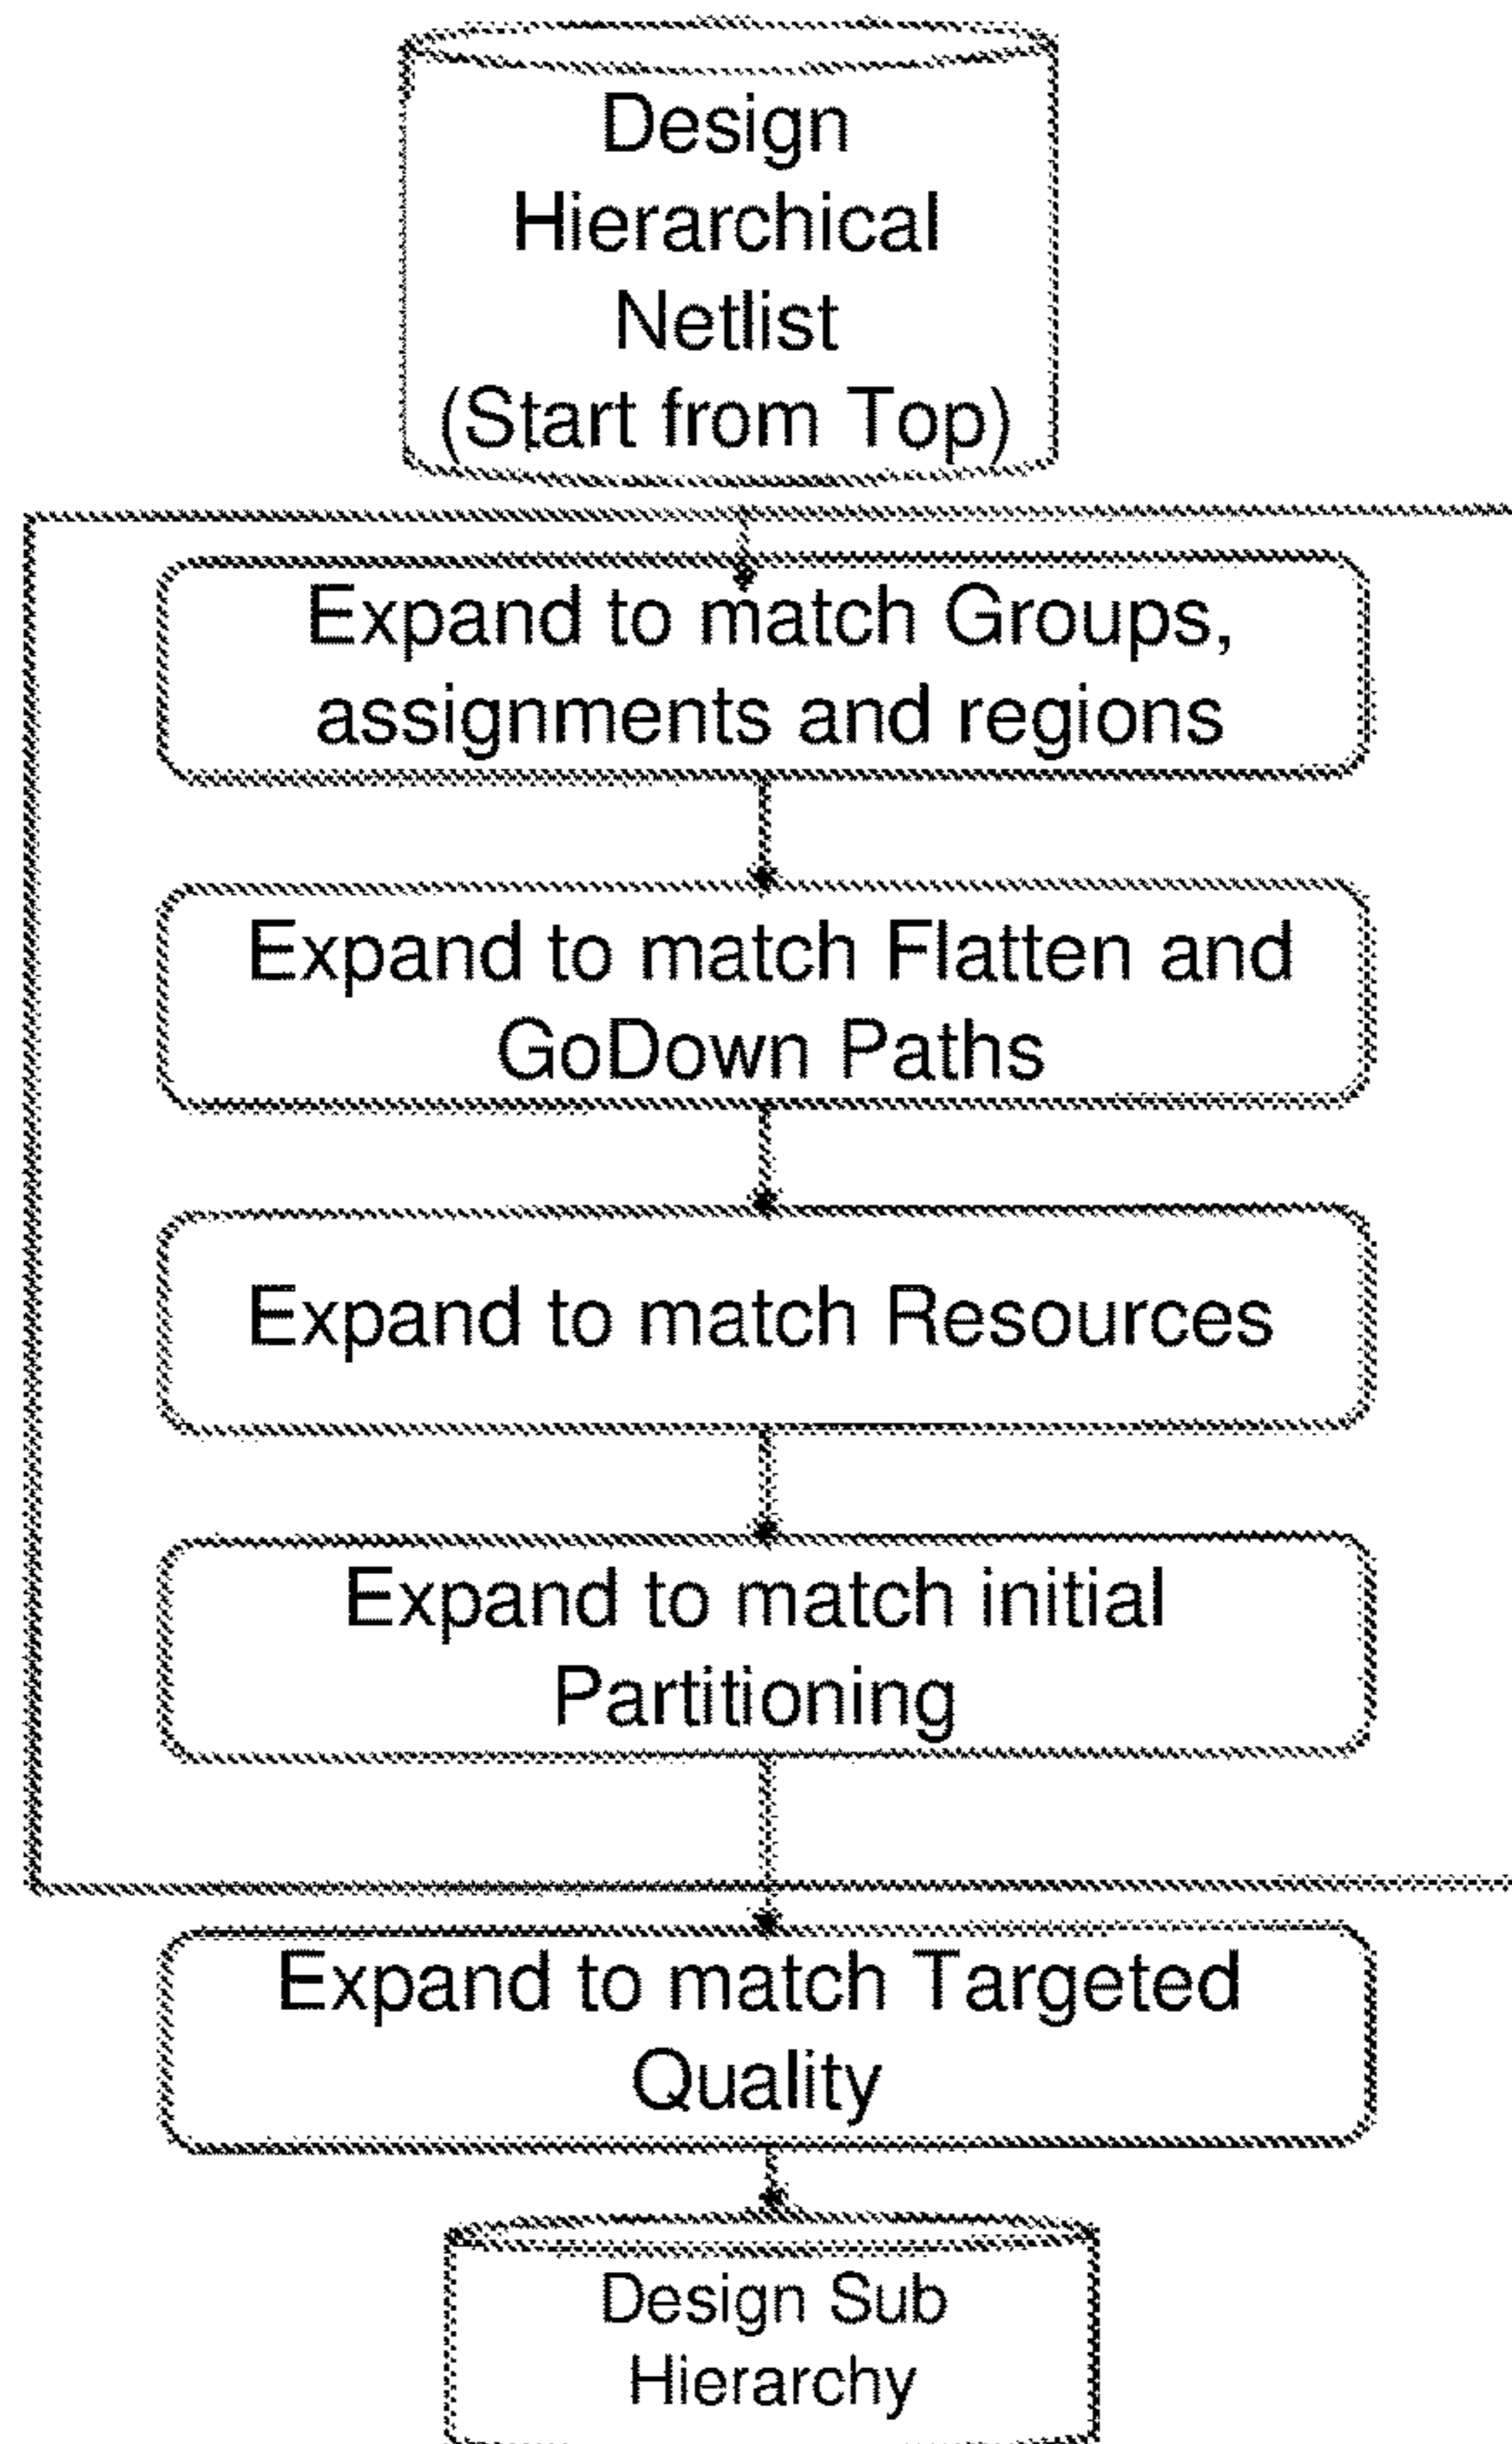 Design
Hierarchical
Netlist
(Start from Top)
Expand to match Groups,
assignments and regions
Expand to match Flatten and
GoDown Paths
Expand to match Resources
Expand to match initial
Partitioning
Expand to match Targeted
Quality
Design Sub
Hierarchy